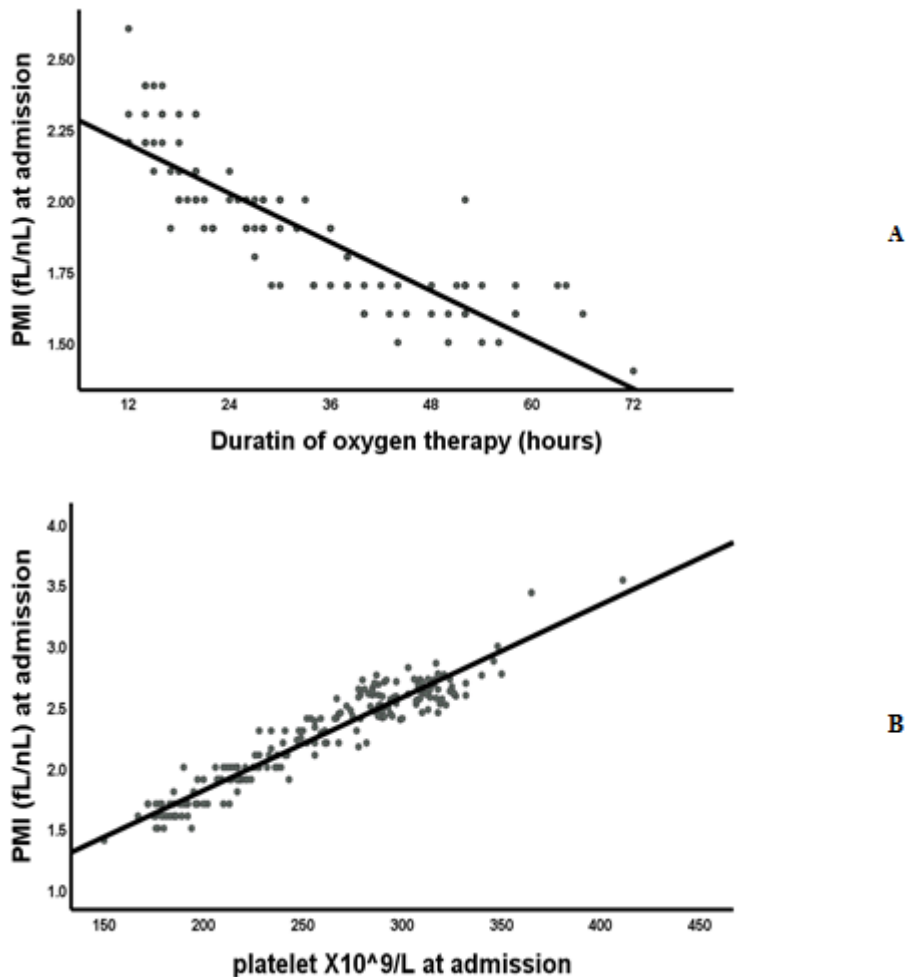 PMI (fL/nL) at admission
2.50
2.25
2.00
1.75
1.50
12 24 36 48 60 72
Duratin of oxygen therapy (hours)
A
PMI (fL/nL) at admission
4.0
3.5
3.0
2.5
2.0
1.5
1.0
150 200 250 300 350 400 450
platelet X10^9/L at admission
B